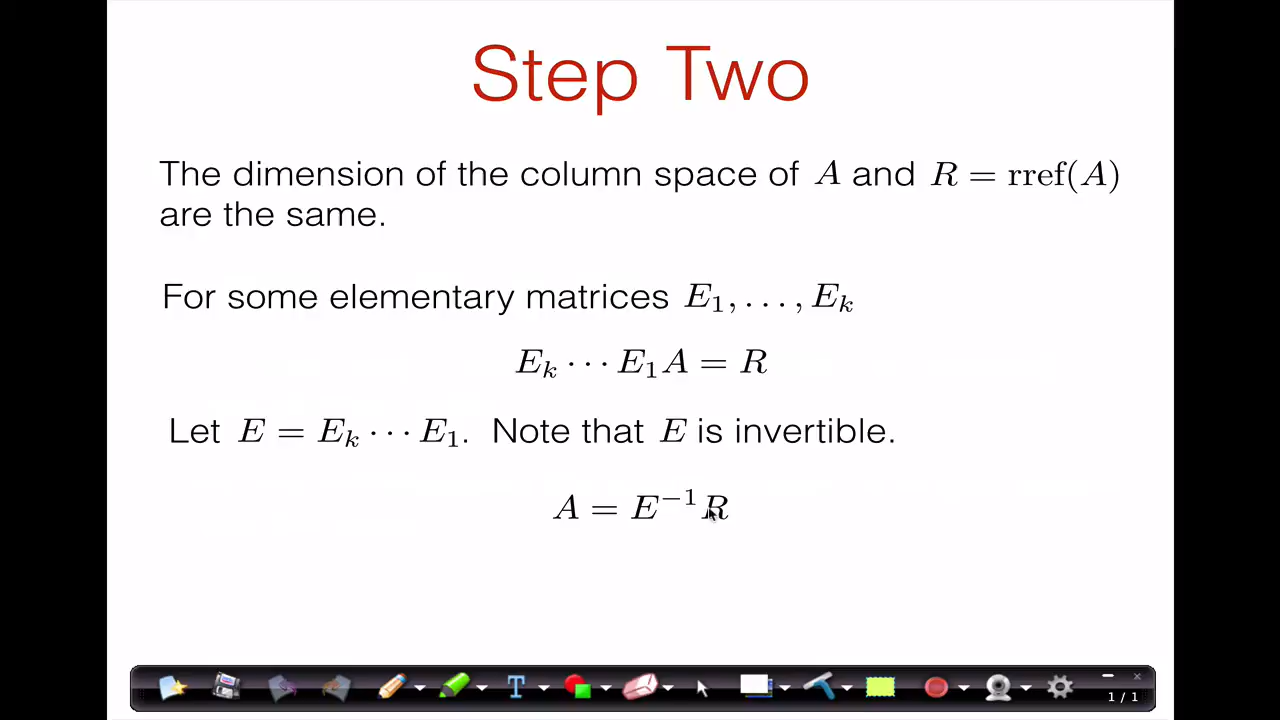 Step Two
The dimension of the column space of A and R = rref(A)
are the same.
For some elementary matrices E₁, . . . , Eₖ
Eₖ · · · E₁A = R
Let E = Eₖ · · · E₁. Note that E is invertible.
A = E⁻¹R
T
1 / 1